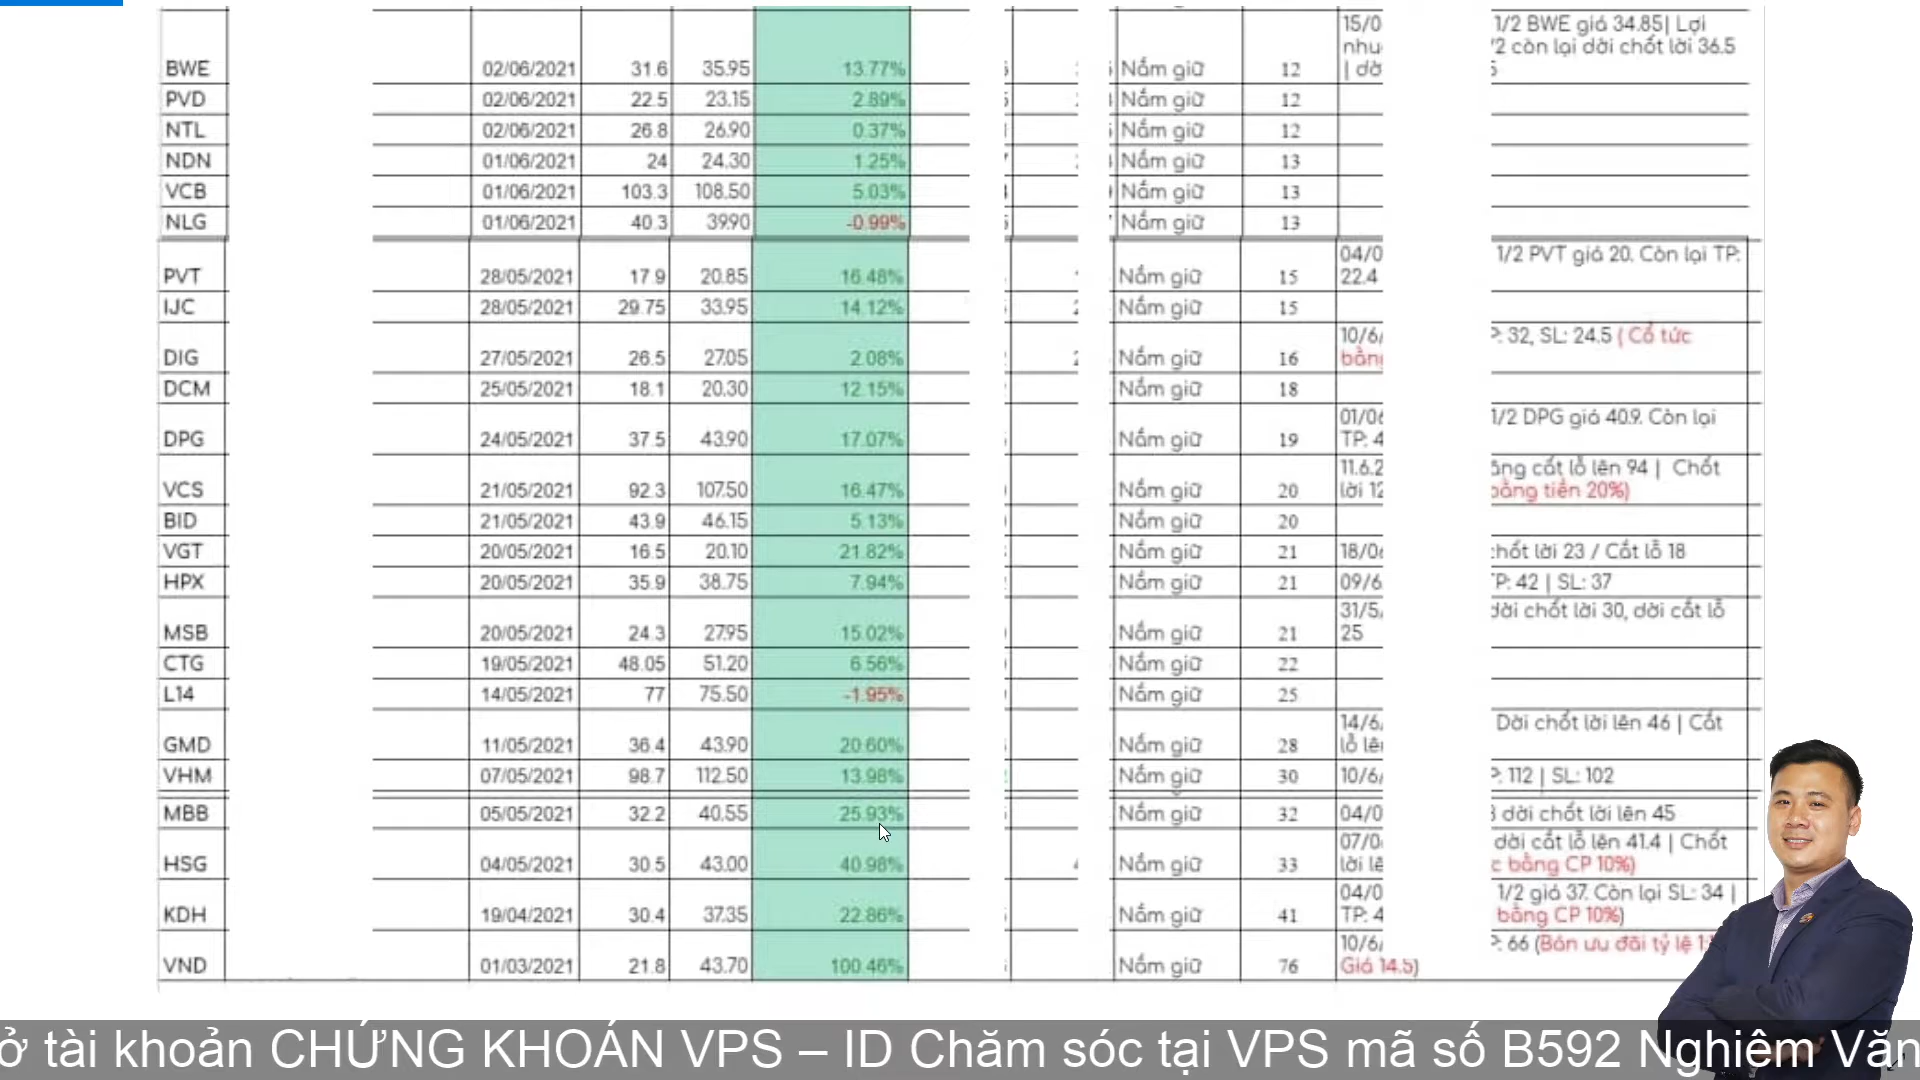 15/0 1/2 BWE giá 34.85| Lợi
nhu /2 còn lại dời chốt lời 36.5
BWE 02/06/2021 31.6 35.95 13.77% Nắm giữ 12 | dờ 5
PVD 02/06/2021 22.5 23.15 2.89% Nắm giữ 12
NTL 02/06/2021 26.8 26.90 0.37% Nắm giữ 12
NDN 01/06/2021 24 24.30 1.25% Nắm giữ 13
VCB 01/06/2021 103.3 108.50 5.03% Nắm giữ 13
NLG 01/06/2021 40.3 39.90 -0.99% Nắm giữ 13
04/0 1/2 PVT giá 20. Còn lại TP:
PVT 28/05/2021 17.9 20.85 16.48% Nắm giữ 15 22.4
IJC 28/05/2021 29.75 33.95 14.12% Nắm giữ 15
10/6/ P: 32, SL: 24.5 ( Cổ tức
DIG 27/05/2021 26.5 27.05 2.08% Nắm giữ 16 bằng
DCM 25/05/2021 18.1 20.30 12.15% Nắm giữ 18
01/06 1/2 DPG giá 40.9. Còn lại
DPG 24/05/2021 37.5 43.90 17.07% Nắm giữ 19 TP: 4
11.6.2 ăng cắt lỗ lên 94 | Chốt
VCS 21/05/2021 92.3 107.50 16.47% Nắm giữ 20 lời 12 bằng tiền 20%)
BID 21/05/2021 43.9 46.15 5.13% Nắm giữ 20
VGT 20/05/2021 16.5 20.10 21.82% Nắm giữ 21 18/06 chốt lời 23 / Cắt lỗ 18
HPX 20/05/2021 35.9 38.75 7.94% Nắm giữ 21 09/6 TP: 42 | SL: 37
31/5/ dời chốt lời 30, dời cắt lỗ
MSB 20/05/2021 24.3 27.95 15.02% Nắm giữ 21 25
CTG 19/05/2021 48.05 51.20 6.56% Nắm giữ 22
L14 14/05/2021 77 75.50 -1.95% Nắm giữ 25
14/6/ Dời chốt lời lên 46 | Cắt
GMD 11/05/2021 36.4 43.90 20.60% Nắm giữ 28 lỗ lê
VHM 07/05/2021 98.7 112.50 13.98% Nắm giữ 30 10/6/ P: 112 | SL: 102
MBB 05/05/2021 32.2 40.55 25.93% Nắm giữ 32 04/0 dời chốt lời lên 45
07/0 dời cắt lỗ lên 41.4 | Chốt
HSG 04/05/2021 30.5 43.00 40.98% Nắm giữ 33 lời lê c bằng CP 10%)
04/0 1/2 giá 37. Còn lại SL: 34 |
KDH 19/04/2021 30.4 37.35 22.86% Nắm giữ 41 TP: 4 bằng CP 10%)
10/6/ P: 66 (Bán ưu đãi tỷ lệ 1:
VND 01/03/2021 21.8 43.70 100.46% Nắm giữ 76 Giá 14.5)
ở tài khoản CHỨNG KHOÁN VPS – ID Chăm sóc tại VPS mã số B592 Nghiêm Văn